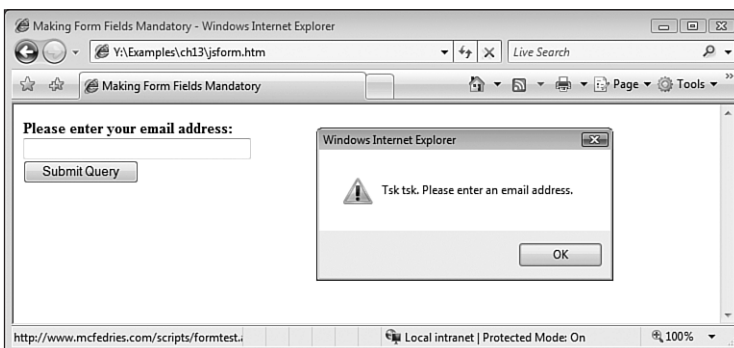 Making Form Fields Mandatory - Windows Internet Explorer
Y:\Examples\ch13\jsform.htm
Live Search
Making Form Fields Mandatory
Page
Tools
»
Please enter your email address:
Submit Query
Windows Internet Explorer
Tsk tsk. Please enter an email address.
OK
http://www.mcfedries.com/scripts/formtest.a
Local intranet | Protected Mode: On
100%